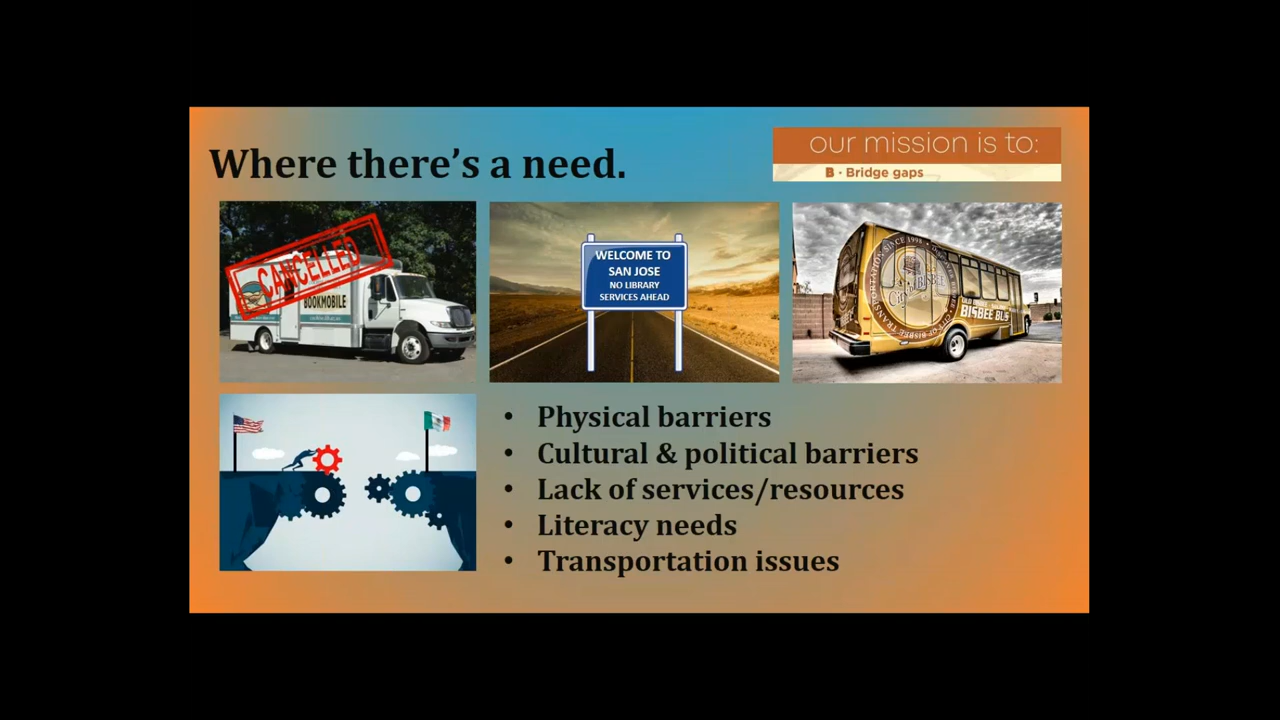 Where there's a need.
our mission is to:
B · Bridge gaps
CANCELLED
BOOKMOBILE
WELCOME TO
SAN JOSE
NO LIBRARY
SERVICES AHEAD
BISBEE BUS
• Physical barriers
• Cultural & political barriers
• Lack of services/resources
• Literacy needs
• Transportation issues